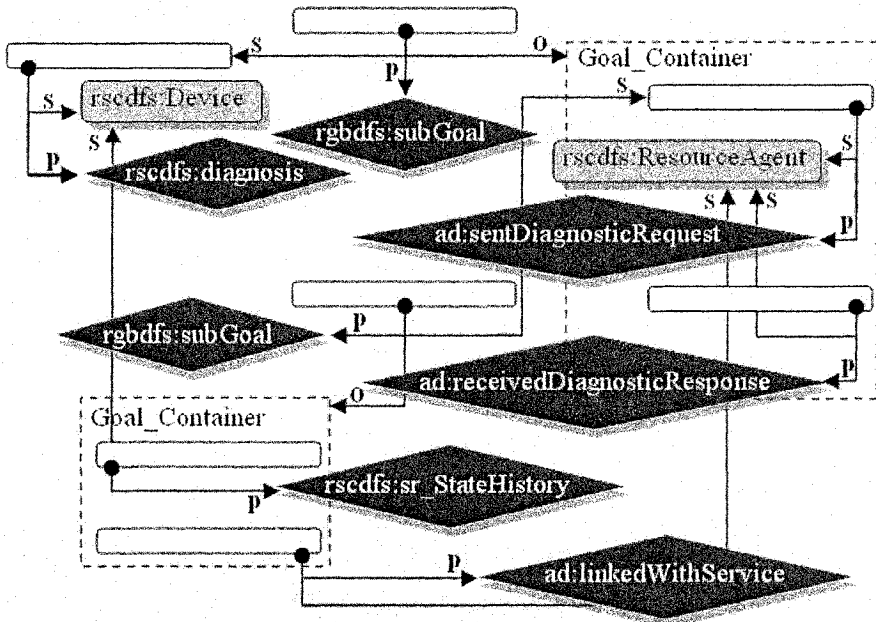 s
o
p
Goal_Container
s
rscdfs:Device
s
p
rscdfs:diagnosis
s
rgbdfs:subGoal
s
rscdfs:ResourceAgent
s
s
p
ad:sentDiagnosticRequest
rgbdfs:subGoal
p
ad:receivedDiagnosticResponse
p
o
Goal_Container
rscdfs:sr_StateHistory
p
p
ad:linkedWithService